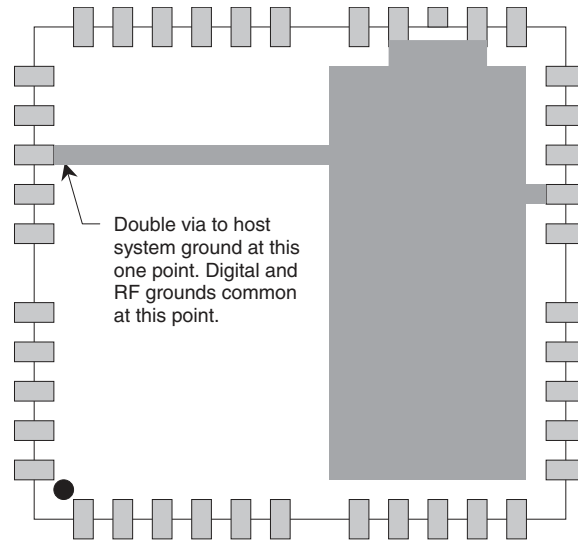 Double via to host
system ground at this
one point. Digital and
RF grounds common
at this point.